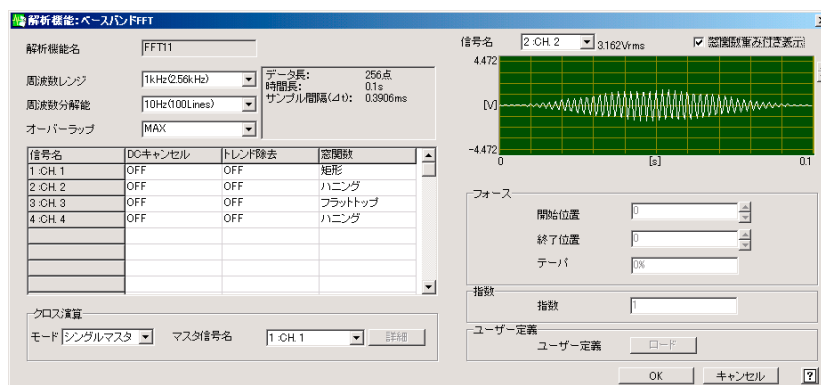 解析機能:ベースバンドFFT
解析機能名 FFT11
周波数レンジ 1kHz(2.56kHz)
周波数分解能 10Hz(100Lines)
オーバーラップ MAX
データ長: 256点
時間長: 0.1s
サンプル間隔(⊿t): 0.3906ms
信号名 DCキャンセル トレンド除去 窓関数
1 :CH. 1 OFF OFF 矩形
2 :CH. 2 OFF OFF ハニング
3 :CH. 3 OFF OFF フラットトップ
4 :CH. 4 OFF OFF ハニング
クロス演算
モード シングルマスタ マスタ信号名 1 :CH. 1 詳細
信号名 2 :CH. 2 3.162Vrms 窓関数重み付き表示
4.472
[V]
-4.472
0 [s] 0.1
フォース
開始位置 0
終了位置 0
テーパ 0%
指数
指数 1
ユーザー定義
ユーザー定義 ロード
OK キャンセル ?